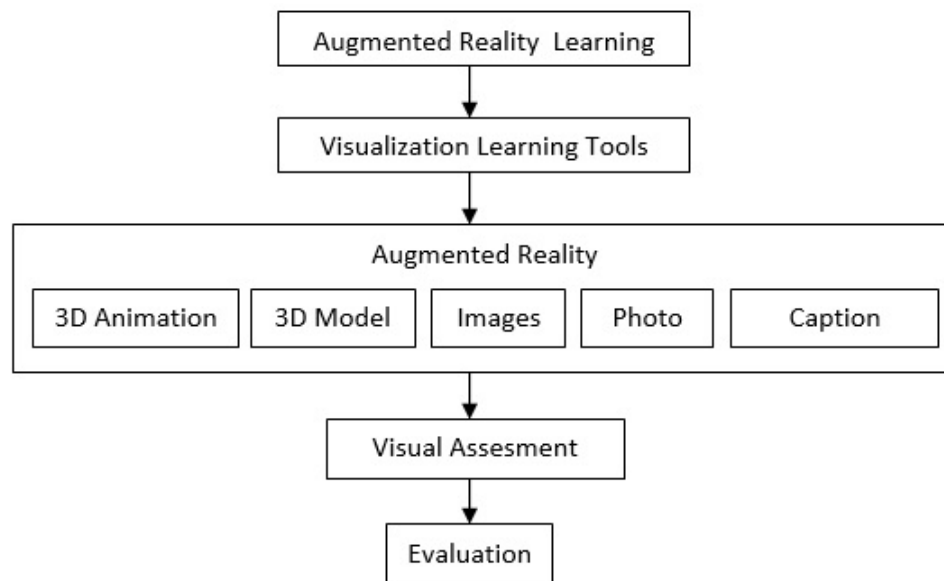 Augmented Reality Learning
Visualization Learning Tools
Augmented Reality
3D Animation
3D Model
Images
Photo
Caption
Visual Assesment
Evaluation